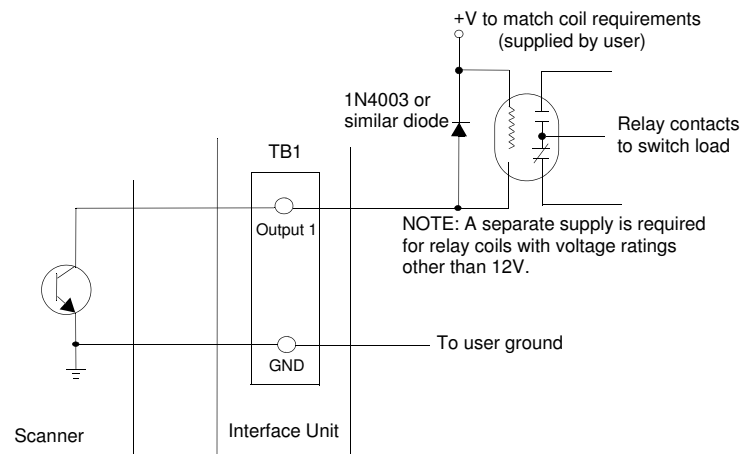 +V to match coil requirements
(supplied by user)
1N4003 or
similar diode
Relay contacts
to switch load
TB1
Output 1
NOTE: A separate supply is required
for relay coils with voltage ratings
other than 12V.
To user ground
GND
Scanner
Interface Unit